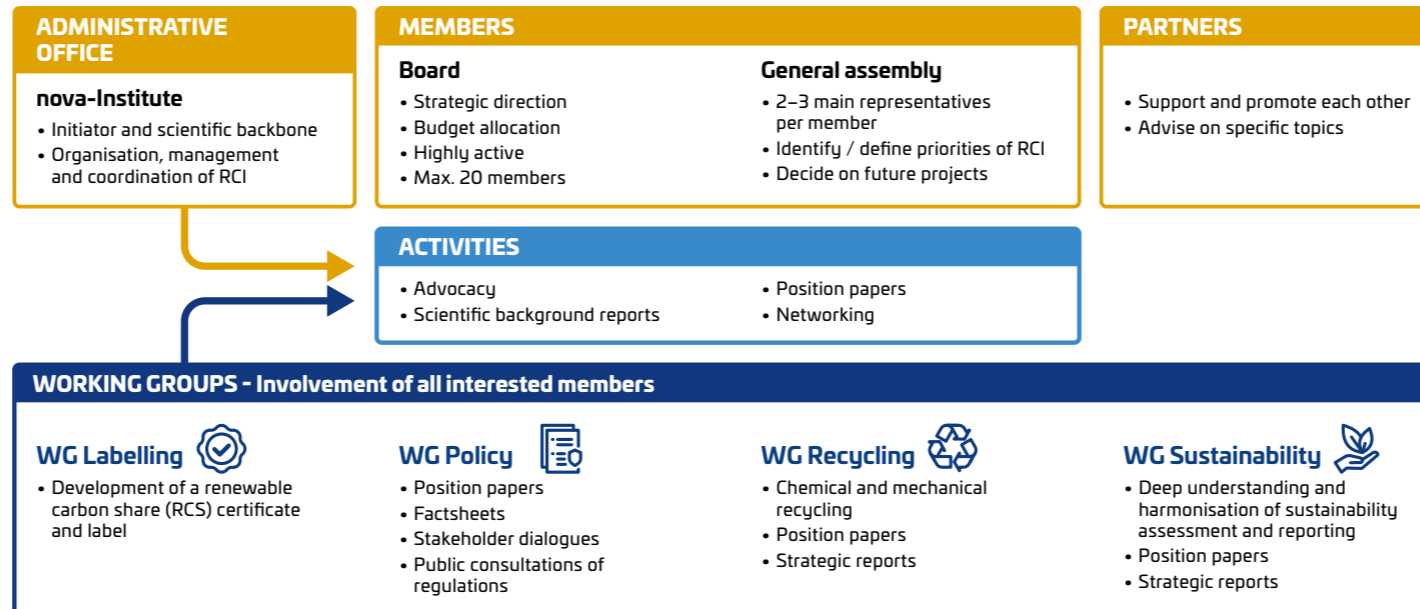 ADMINISTRATIVE
OFFICE
nova-Institute
• Initiator and scientific backbone
• Organisation, management
and coordination of RCI
MEMBERS
Board
• Strategic direction
• Budget allocation
• Highly active
• Max. 20 members
General assembly
• 2–3 main representatives
per member
• Identify / define priorities of RCI
• Decide on future projects
PARTNERS
• Support and promote each other
• Advise on specific topics
ACTIVITIES
• Advocacy
• Scientific background reports
• Position papers
• Networking
WORKING GROUPS - Involvement of all interested members
WG Labelling
• Development of a renewable
carbon share (RCS) certificate
and label
WG Policy
• Position papers
• Factsheets
• Stakeholder dialogues
• Public consultations of
regulations
WG Recycling
• Chemical and mechanical
recycling
• Position papers
• Strategic reports
WG Sustainability
• Deep understanding and
harmonisation of sustainability
assessment and reporting
• Position papers
• Strategic reports